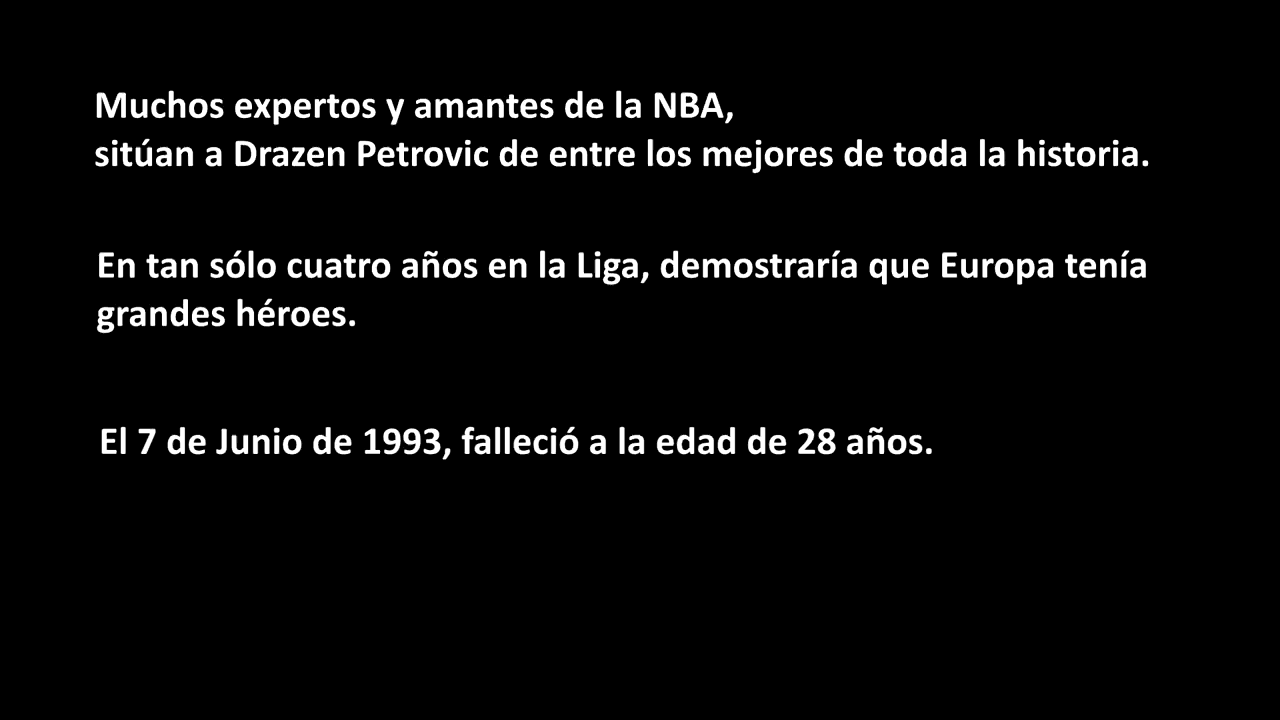 Muchos expertos y amantes de la NBA,
sitúan a Drazen Petrovic de entre los mejores de toda la historia.
En tan sólo cuatro años en la Liga, demostraría que Europa tenía
grandes héroes.
El 7 de Junio de 1993, falleció a la edad de 28 años.